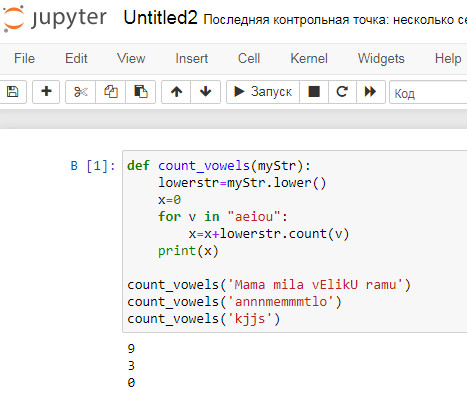 jupyter Untitled2 Последняя контрольная точка: несколько се
File Edit View Insert Cell Kernel Widgets Help
Запуск Код
В [1]: def count_vowels(myStr):
    lowerstr=myStr.lower()
    x=0
    for v in "aeiou":
        x=x+lowerstr.count(v)
    print(x)
count_vowels('Mama mila vElikU ramu')
count_vowels('annnmemmmtlo')
count_vowels('kjjs')
9
3
0